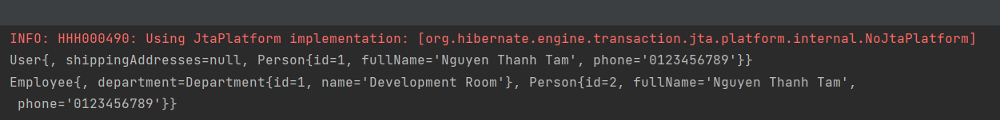 INFO: HHH000490: Using JtaPlatform implementation: [org.hibernate.engine.transaction.jta.platform.internal.NoJtaPlatform]
User{, shippingAddresses=null, Person{id=1, fullName='Nguyen Thanh Tam', phone='0123456789'}}
Employee{, department=Department{id=1, name='Development Room'}, Person{id=2, fullName='Nguyen Thanh Tam',
phone='0123456789'}}